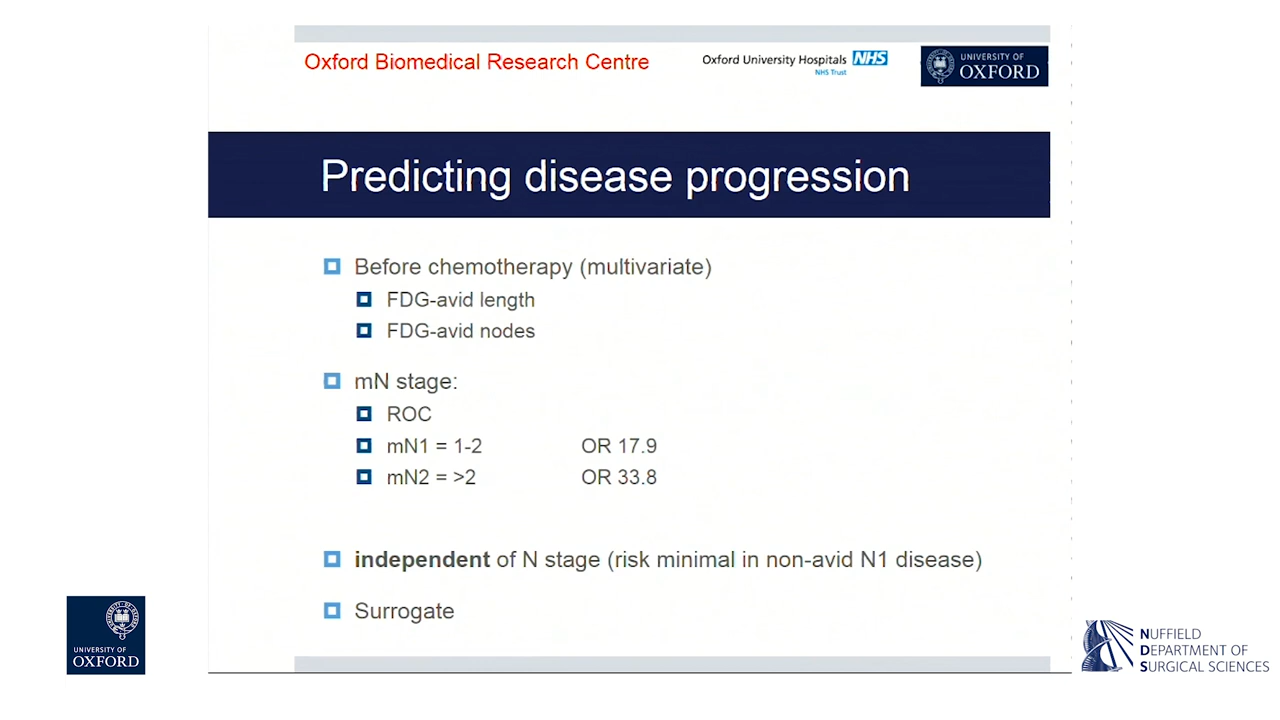 Oxford Biomedical Research Centre
Oxford University Hospitals NHS
NHS Trust
UNIVERSITY OF
OXFORD
Predicting disease progression
Before chemotherapy (multivariate)
FDG-avid length
FDG-avid nodes
mN stage:
ROC
mN1 = 1-2 OR 17.9
mN2 = >2 OR 33.8
independent of N stage (risk minimal in non-avid N1 disease)
Surrogate
UNIVERSITY OF
OXFORD
NUFFIELD
DEPARTMENT OF
SURGICAL SCIENCES